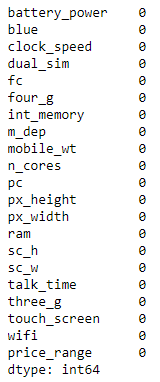 battery_power 0
blue 0
clock_speed 0
dual_sim 0
fc 0
four_g 0
int_memory 0
m_dep 0
mobile_wt 0
n_cores 0
pc 0
px_height 0
px_width 0
ram 0
sc_h 0
sc_w 0
talk_time 0
three_g 0
touch_screen 0
wifi 0
price_range 0
dtype: int64